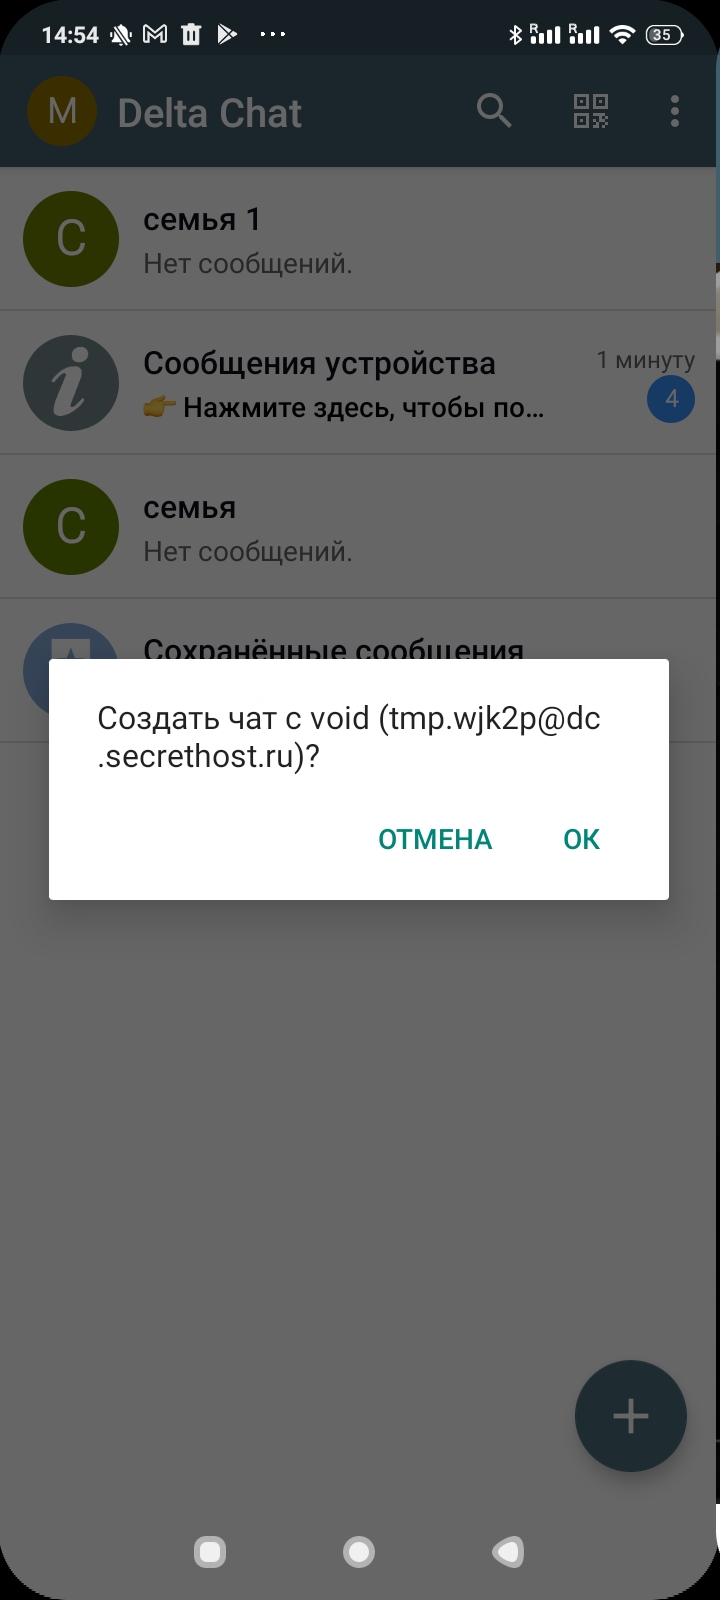 14:54 R R 35
M Delta Chat
С семья 1
Нет сообщений.
Сообщения устройства 1 минуту
👉 Нажмите здесь, чтобы по... 4
С семья
Нет сообщений.
Сохранённые сообщения
Создать чат с void (tmp.wjk2p@dc
.secrethost.ru)?
ОТМЕНА ОК